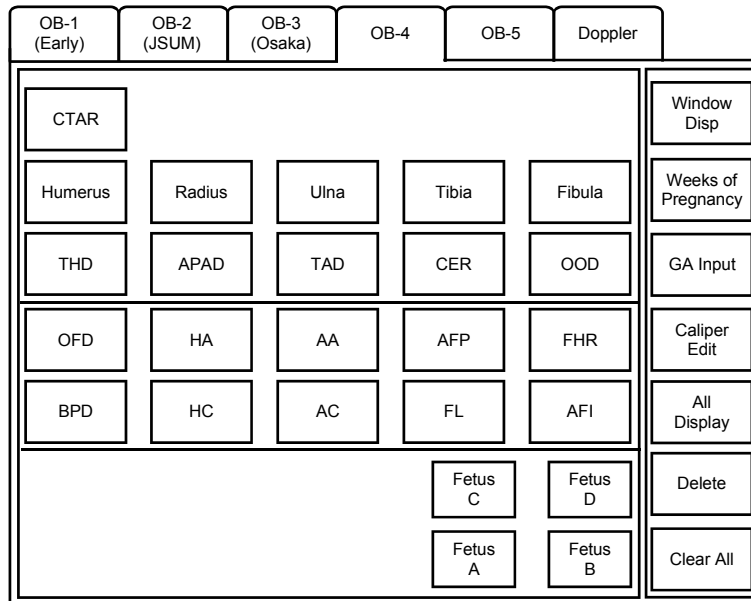 OB-1
(Early)
OB-2
(JSUM)
OB-3
(Osaka)
OB-4
OB-5
Doppler
CTAR
Humerus
Radius
Ulna
Tibia
Fibula
THD
APAD
TAD
CER
OOD
OFD
HA
AA
AFP
FHR
BPD
HC
AC
FL
AFI
Fetus
C
Fetus
D
Fetus
A
Fetus
B
Window
Disp
Weeks of
Pregnancy
GA Input
Caliper
Edit
All
Display
Delete
Clear All